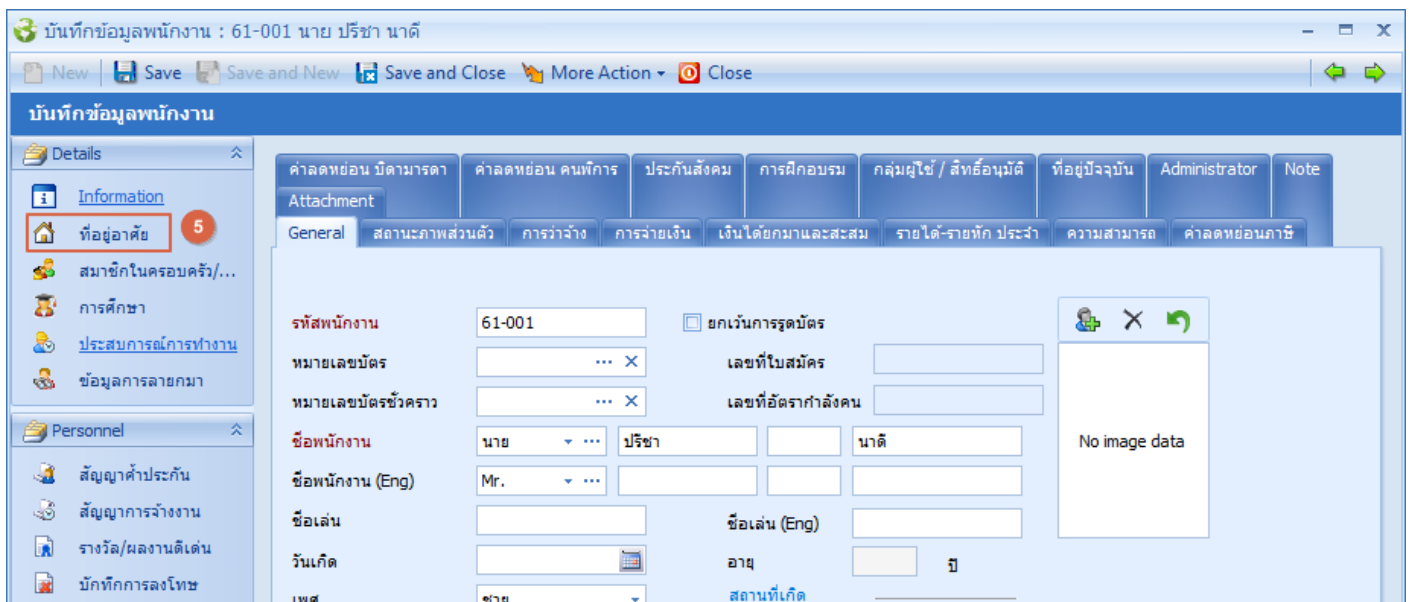 บันทึกข้อมูลพนักงาน : 61-001 นาย ปรีชา นาดี
New Save Save and New Save and Close More Action Close
บันทึกข้อมูลพนักงาน
Details
Information
ที่อยู่อาศัย 5
สมาชิกในครอบครัว/...
การศึกษา
ประสบการณ์การทำงาน
ข้อมูลการลายกมา
Personnel
สัญญาค้ำประกัน
สัญญาการจ้างงาน
รางวัล/ผลงานดีเด่น
บักทึกการลงโทษ
ค่าลดหย่อน บิดามารดา ค่าลดหย่อน คนพิการ ประกันสังคม การฝึกอบรม กลุ่มผู้ใช้ / สิทธิ์อนุมัติ ที่อยู่ปัจจุบัน Administrator Note
Attachment
General สถานะภาพส่วนตัว การว่าจ้าง การจ่ายเงิน เงินได้ยกมาและสะสม รายได้-รายหัก ประจำ ความสามารถ ค่าลดหย่อนภาษี
รหัสพนักงาน 61-001 ยกเว้นการรูดบัตร
หมายเลขบัตร เลขที่ใบสมัคร
หมายเลขบัตรชั่วคราว เลขที่อัตรากำลังคน
ชื่อพนักงาน นาย ปรีชา นาดี No image data
ชื่อพนักงาน (Eng) Mr.
ชื่อเล่น ชื่อเล่น (Eng)
วันเกิด อายุ ปี
เพศ ชาย สถานที่เกิด